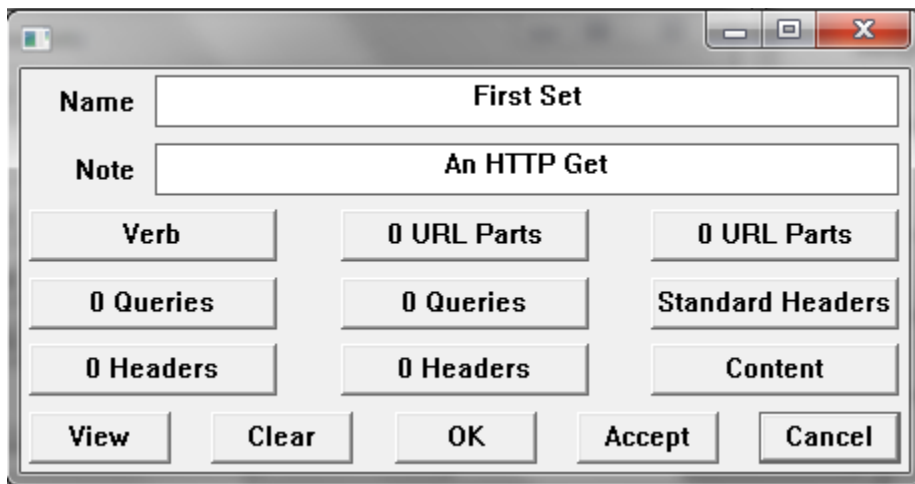 Name First Set
Note An HTTP Get
Verb 0 URL Parts 0 URL Parts
0 Queries 0 Queries Standard Headers
0 Headers 0 Headers Content
View Clear OK Accept Cancel